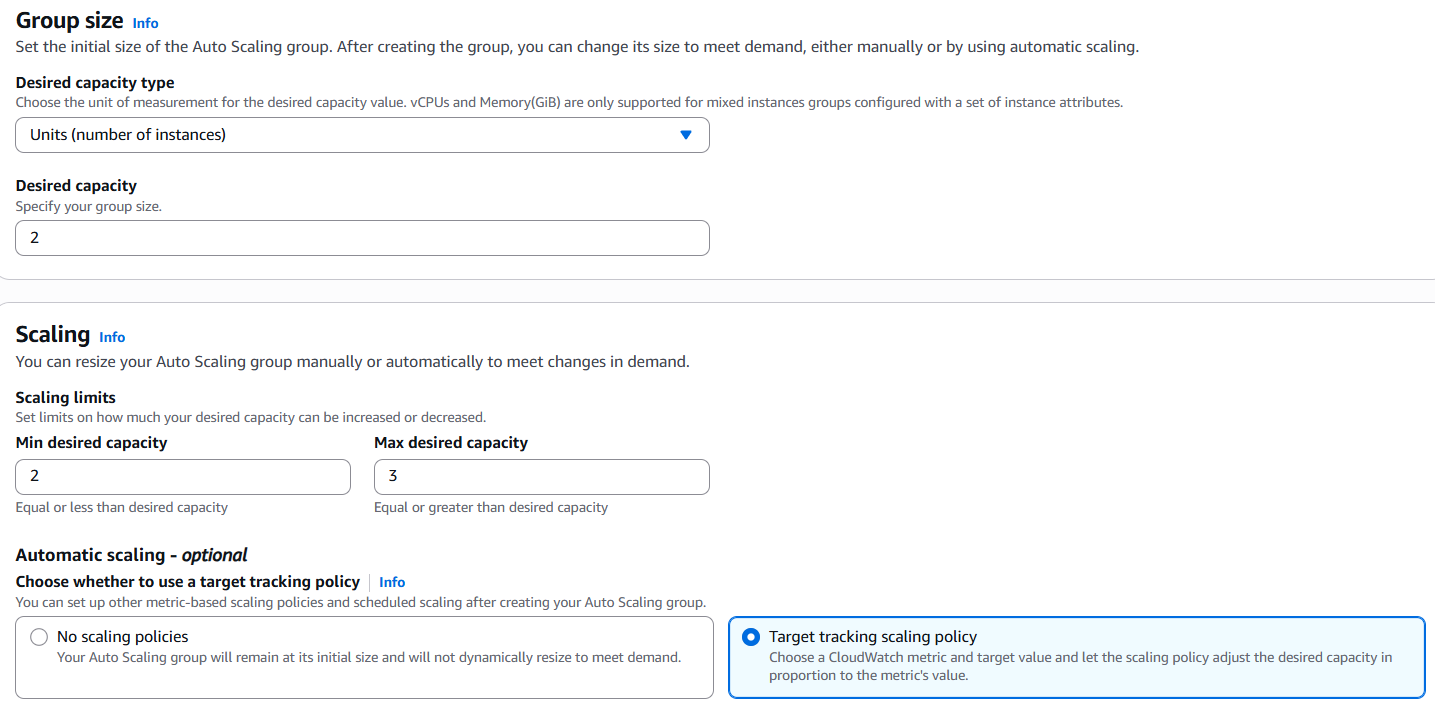 Group size Info
Set the initial size of the Auto Scaling group. After creating the group, you can change its size to meet demand, either manually or by using automatic scaling.
Desired capacity type
Choose the unit of measurement for the desired capacity value. vCPUs and Memory(GiB) are only supported for mixed instances groups configured with a set of instance attributes.
Units (number of instances)
Desired capacity
Specify your group size.
2
Scaling Info
You can resize your Auto Scaling group manually or automatically to meet changes in demand.
Scaling limits
Set limits on how much your desired capacity can be increased or decreased.
Min desired capacity
2
Equal or less than desired capacity
Max desired capacity
3
Equal or greater than desired capacity
Automatic scaling - optional
Choose whether to use a target tracking policy Info
You can set up other metric-based scaling policies and scheduled scaling after creating your Auto Scaling group.
No scaling policies
Your Auto Scaling group will remain at its initial size and will not dynamically resize to meet demand.
Target tracking scaling policy
Choose a CloudWatch metric and target value and let the scaling policy adjust the desired capacity in
proportion to the metric's value.